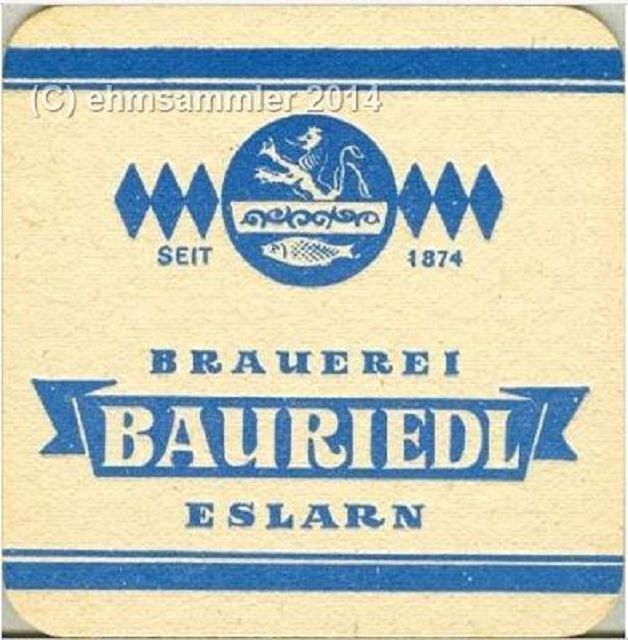 (C) ehmsammler 2014
SEIT 1874
BRAUEREI
BAURIEDL
ESLARN